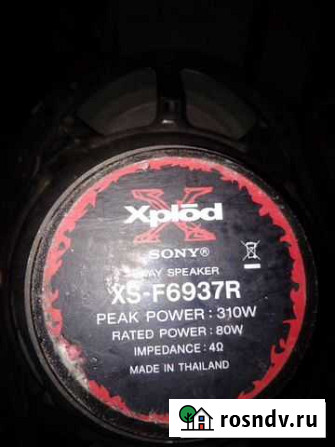 Xplōd
SONY®
WAY SPEAKER
XS-F6937R
PEAK POWER : 310W
RATED POWER : 80W
IMPEDANCE : 4Ω
MADE IN THAILAND
rosndv.ru